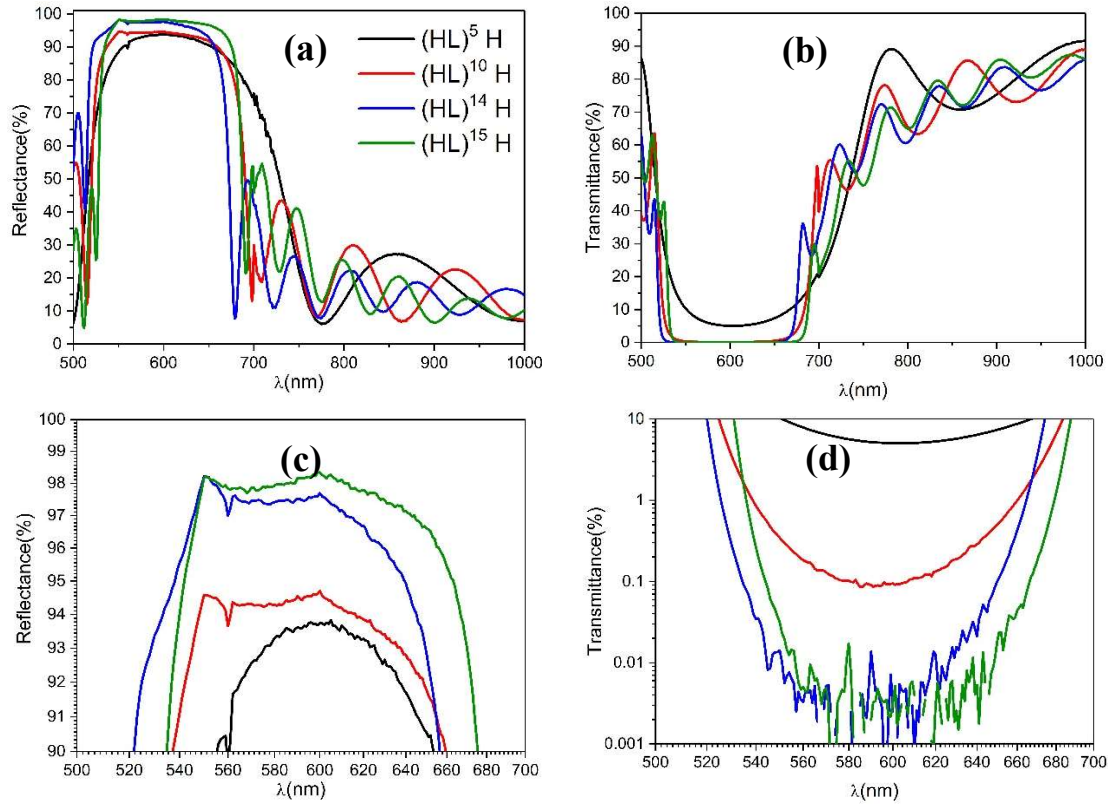 100
90
80
70
60
50
40
30
20
10
0
Reflectance(%)
(a)
(HL)⁵ H
(HL)¹⁰ H
(HL)¹⁴ H
(HL)¹⁵ H
500 600 700 800 900 1000
λ(nm)
100
90
80
70
60
50
40
30
20
10
0
Transmittance(%)
(b)
500 600 700 800 900 1000
λ(nm)
100
99
98
97
96
95
94
93
92
91
90
Reflectance(%)
(c)
500 520 540 560 580 600 620 640 660 700
λ(nm)
10
1
0.1
0.01
0.001
Transmittance(%)
(d)
500 520 540 560 580 600 620 640 660 700
λ(nm)